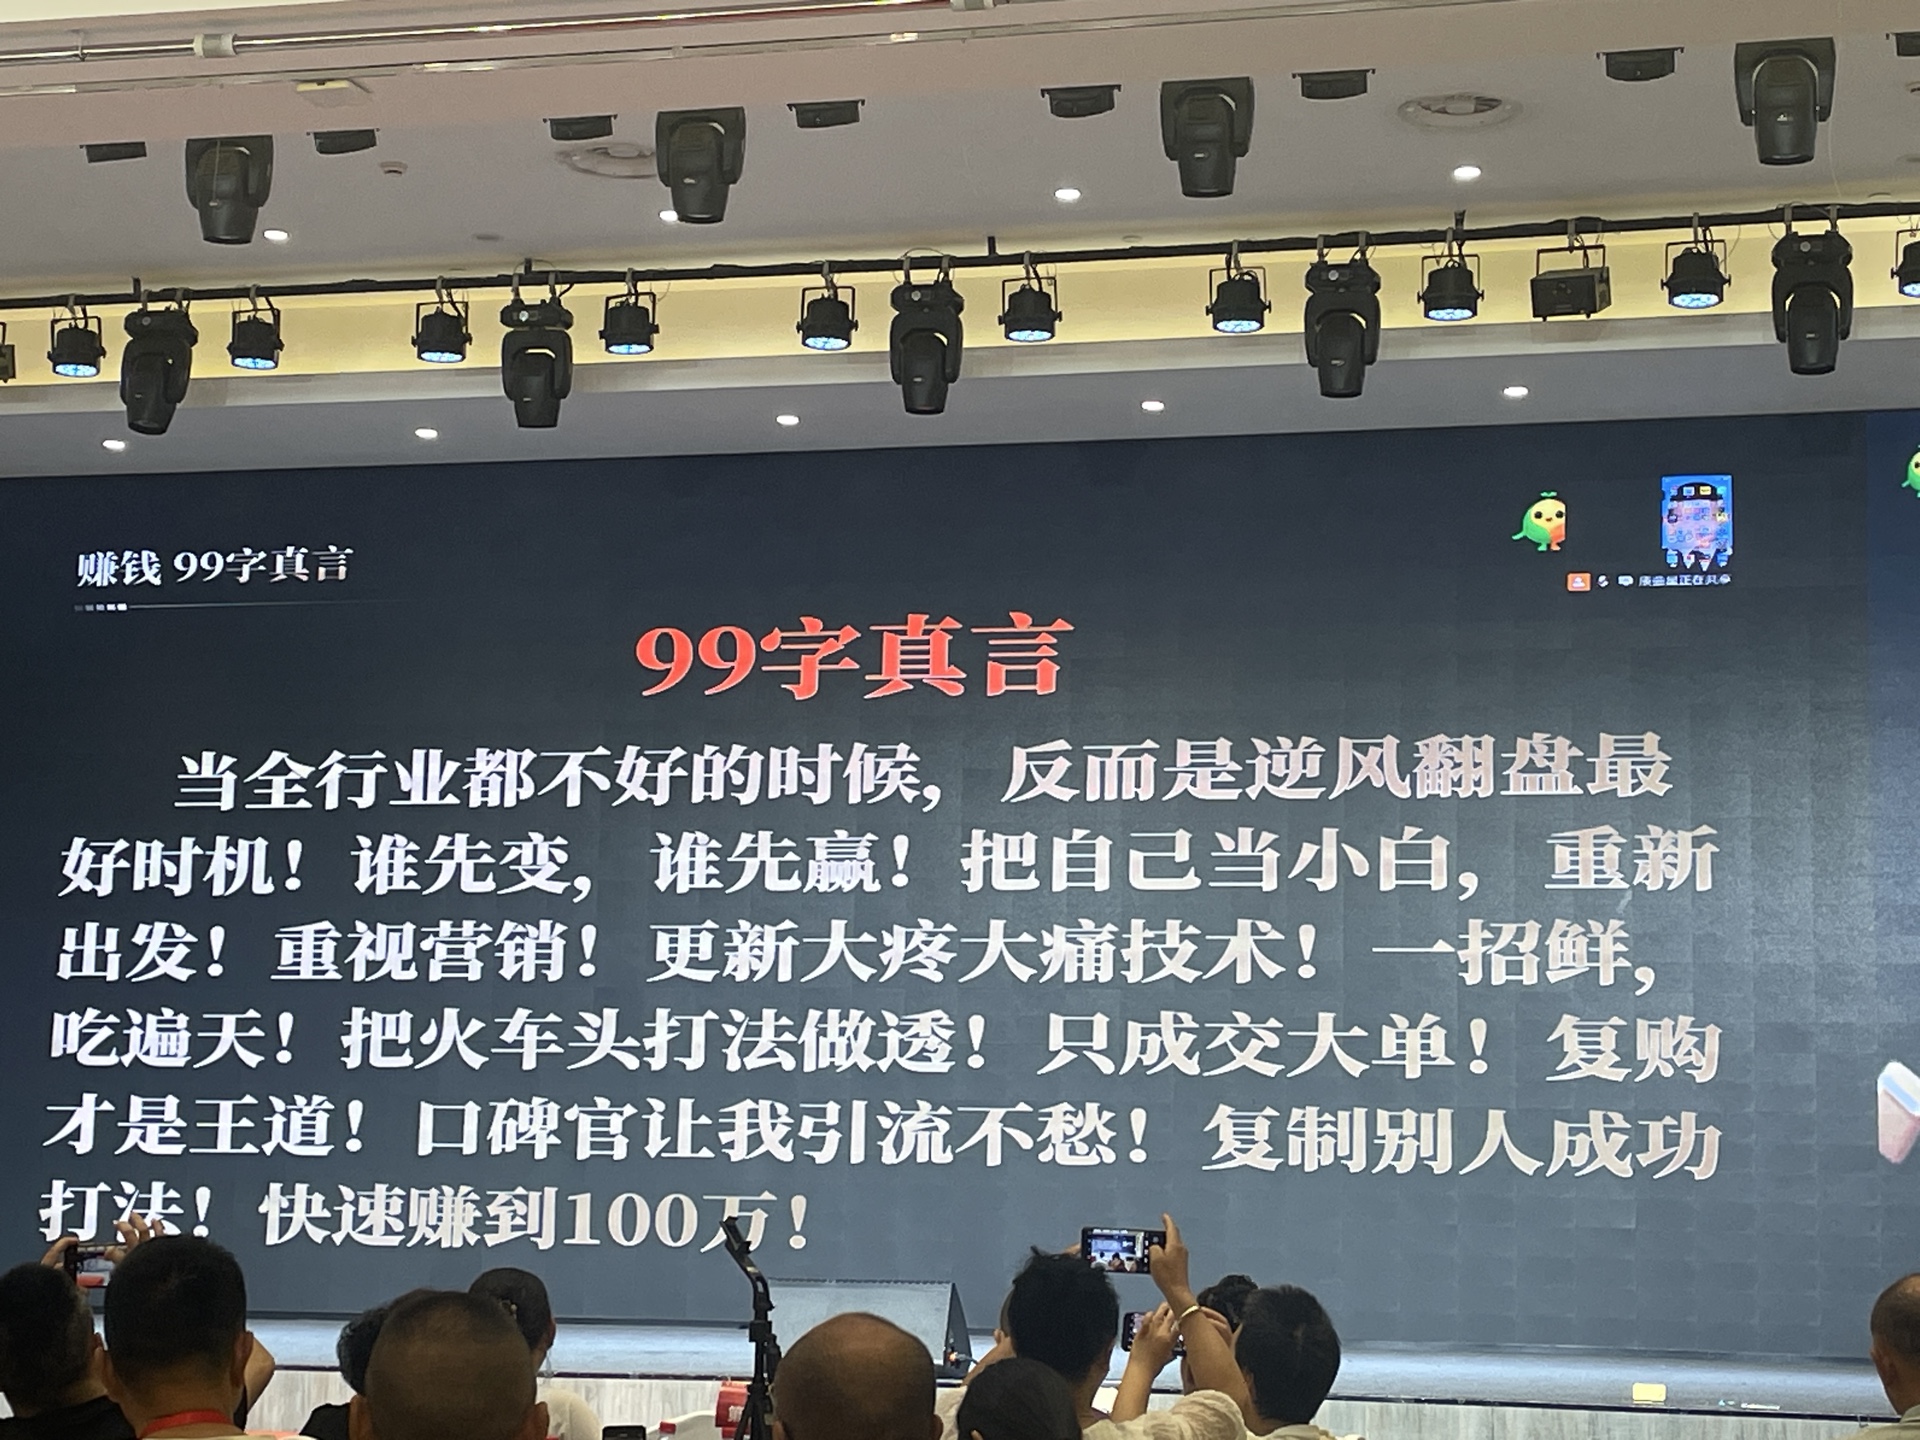 赚钱 99字真言
99字真言
当全行业都不好的时候，反而是逆风翻盘最
好时机！谁先变，谁先赢！把自己当小白，重新
出发！重视营销！更新大疼大痛技术！一招鲜，
吃遍天！把火车头打法做透！只成交大单！复购
才是王道！口碑官让我引流不愁！复制别人成功
打法！快速赚到100万！